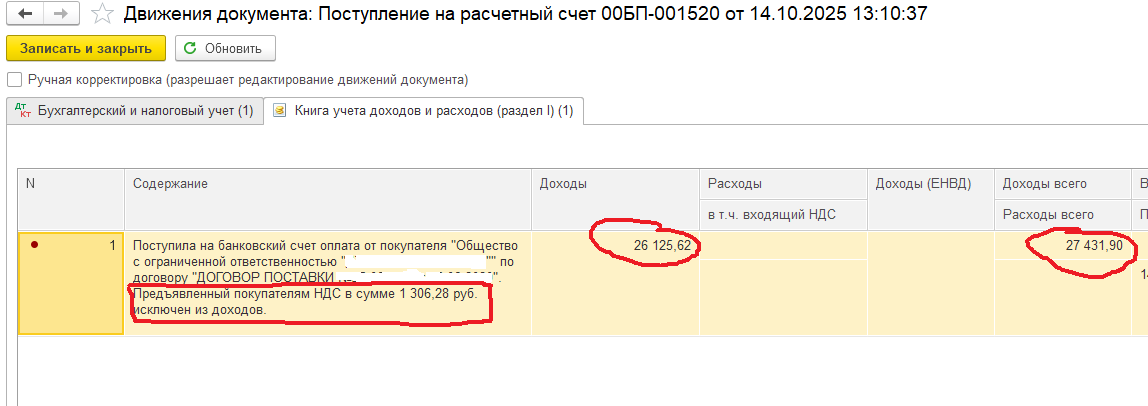 Движения документа: Поступление на расчетный счет 00БП-001520 от 14.10.2025 13:10:37
Записать и закрыть
Обновить
Ручная корректировка (разрешает редактирование движений документа)
Дт Кт Бухгалтерский и налоговый учет (1)
Книга учета доходов и расходов (раздел I) (1)
N
Содержание
Доходы
Расходы
Доходы (ЕНВД)
Доходы всего
В
в т.ч. входящий НДС
Расходы всего
П
1
Поступила на банковский счет оплата от покупателя "Общество
26 125,62
27 431,90
с ограниченной ответственностью " "" по
договору "ДОГОВОР ПОСТАВКИ ".
Предъявленный покупателям НДС в сумме 1 306,28 руб.
исключен из доходов.